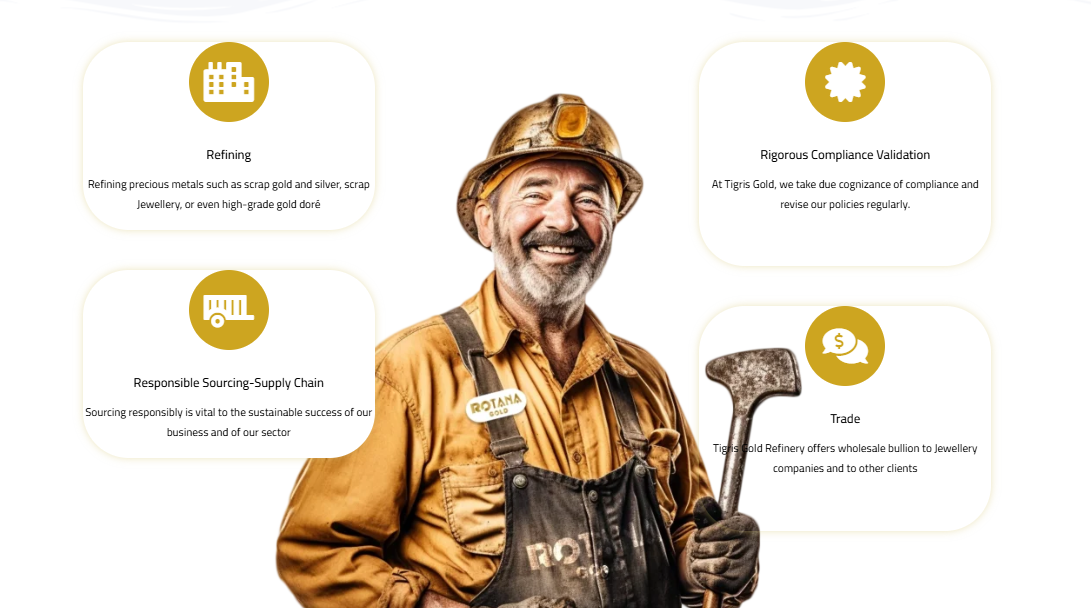 Refining
Refining precious metals such as scrap gold and silver, scrap
Jewellery, or even high-grade gold doré
Responsible Sourcing-Supply Chain
Sourcing responsibly is vital to the sustainable success of our
business and of our sector
ROTANA
GOLD
Rigorous Compliance Validation
At Tigris Gold, we take due cognizance of compliance and
revise our policies regularly.
Trade
Tigris Gold Refinery offers wholesale bullion to Jewellery
companies and to other clients